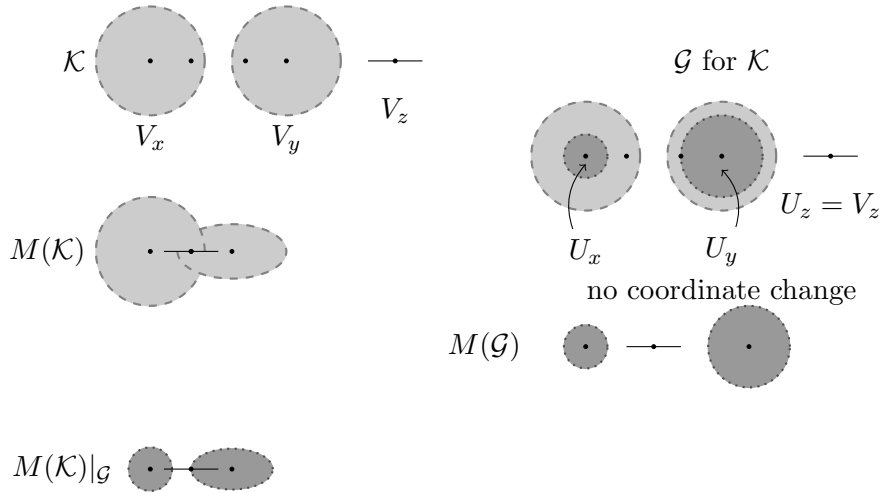 𝒦
V_x
V_y
V_z
M(𝒦)
M(𝒦)|_𝒢
𝒢 for 𝒦
U_z = V_z
U_x
U_y
no coordinate change
M(𝒢)